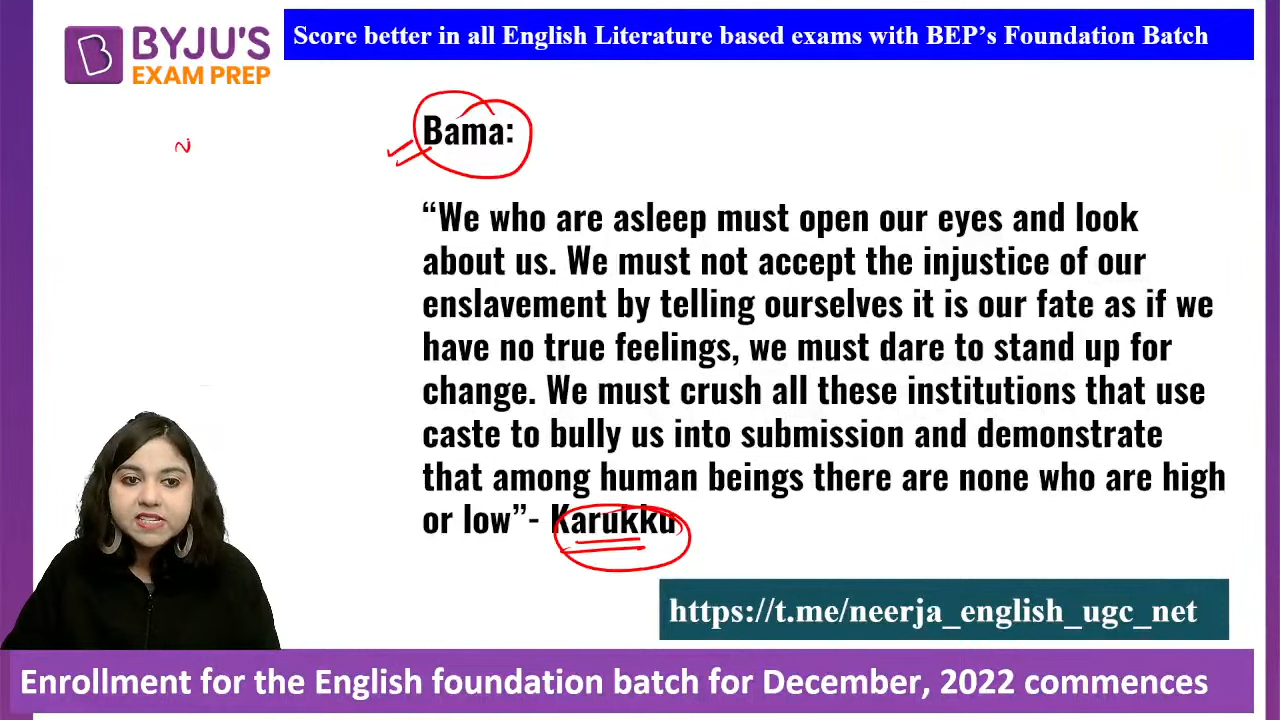 BYJU'S
EXAM PREP
Score better in all English Literature based exams with BEP's Foundation Batch
Bama:
“We who are asleep must open our eyes and look
about us. We must not accept the injustice of our
enslavement by telling ourselves it is our fate as if we
have no true feelings, we must dare to stand up for
change. We must crush all these institutions that use
caste to bully us into submission and demonstrate
that among human beings there are none who are high
or low”- Karukku
https://t.me/neerja_english_ugc_net
Enrollment for the English foundation batch for December, 2022 commences